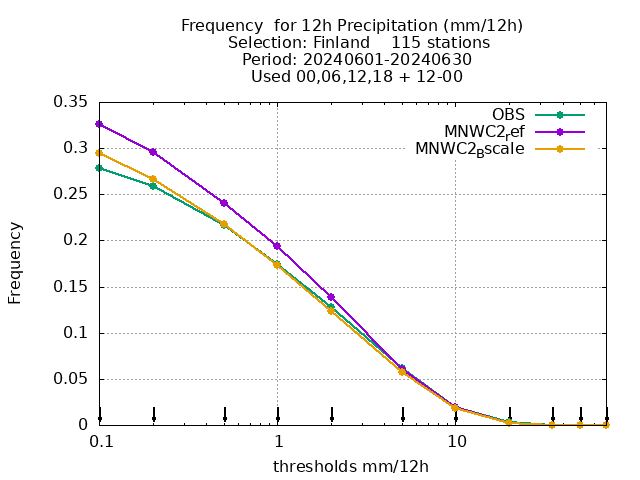 Frequency  for 12h Precipitation (mm/12h)
Selection: Finland    115 stations
Period: 20240601-20240630
Used 00,06,12,18 + 12-00
OBS
MNWC2ref
MNWC2Bscale
0.35
0.3
0.25
0.2
0.15
0.1
0.05
0
Frequency
0.1
1
10
thresholds mm/12h